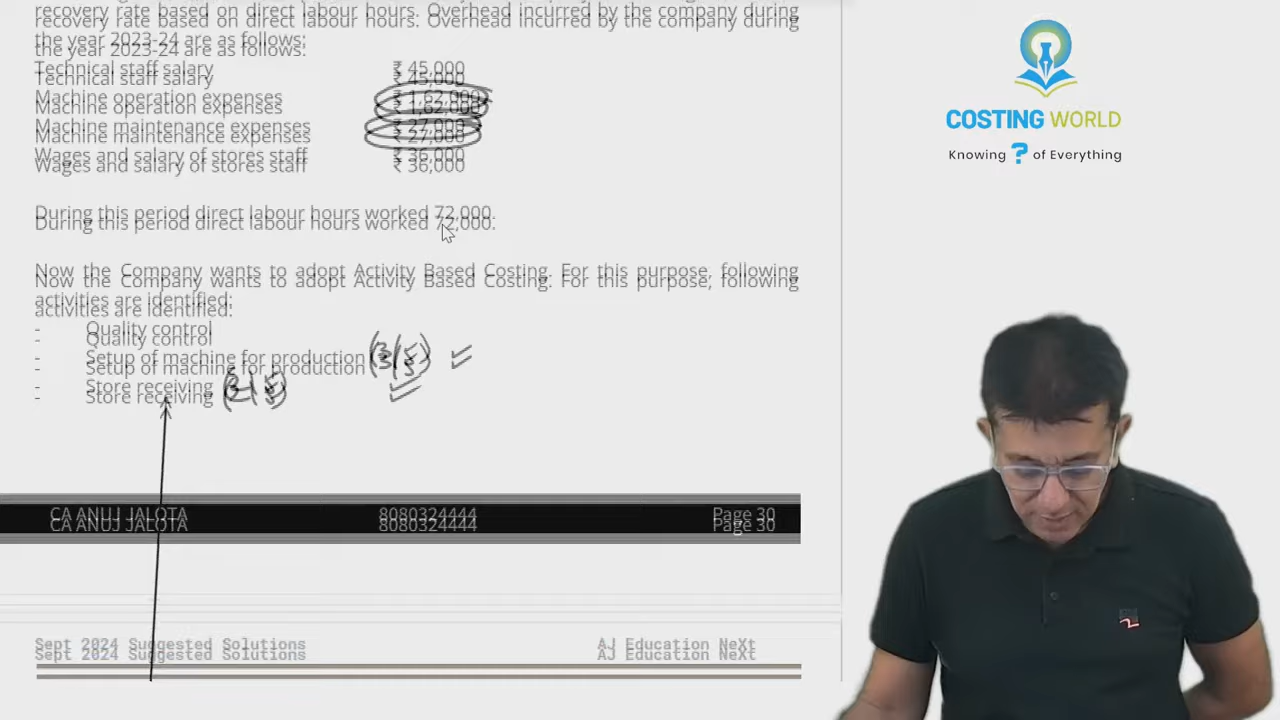 recovery rate based on direct labour hours. Overhead incurred by the company during
the year 2023-24 are as follows:
Technical staff salary ₹ 45,000
Machine operation expenses ₹ 1,62,000
Machine maintenance expenses ₹ 27,000
Wages and salary of stores staff ₹ 36,000
During this period direct labour hours worked 72,000.
Now the Company wants to adopt Activity Based Costing. For this purpose, following
activities are identified:
- Quality control
- Setup of machine for production (3/5)
- Store receiving (2/5)
CA ANUJ JALOTA 8080324444 Page 30
Sept 2024 Suggested Solutions AJ Education NeXt
COSTING WORLD
Knowing ? of Everything